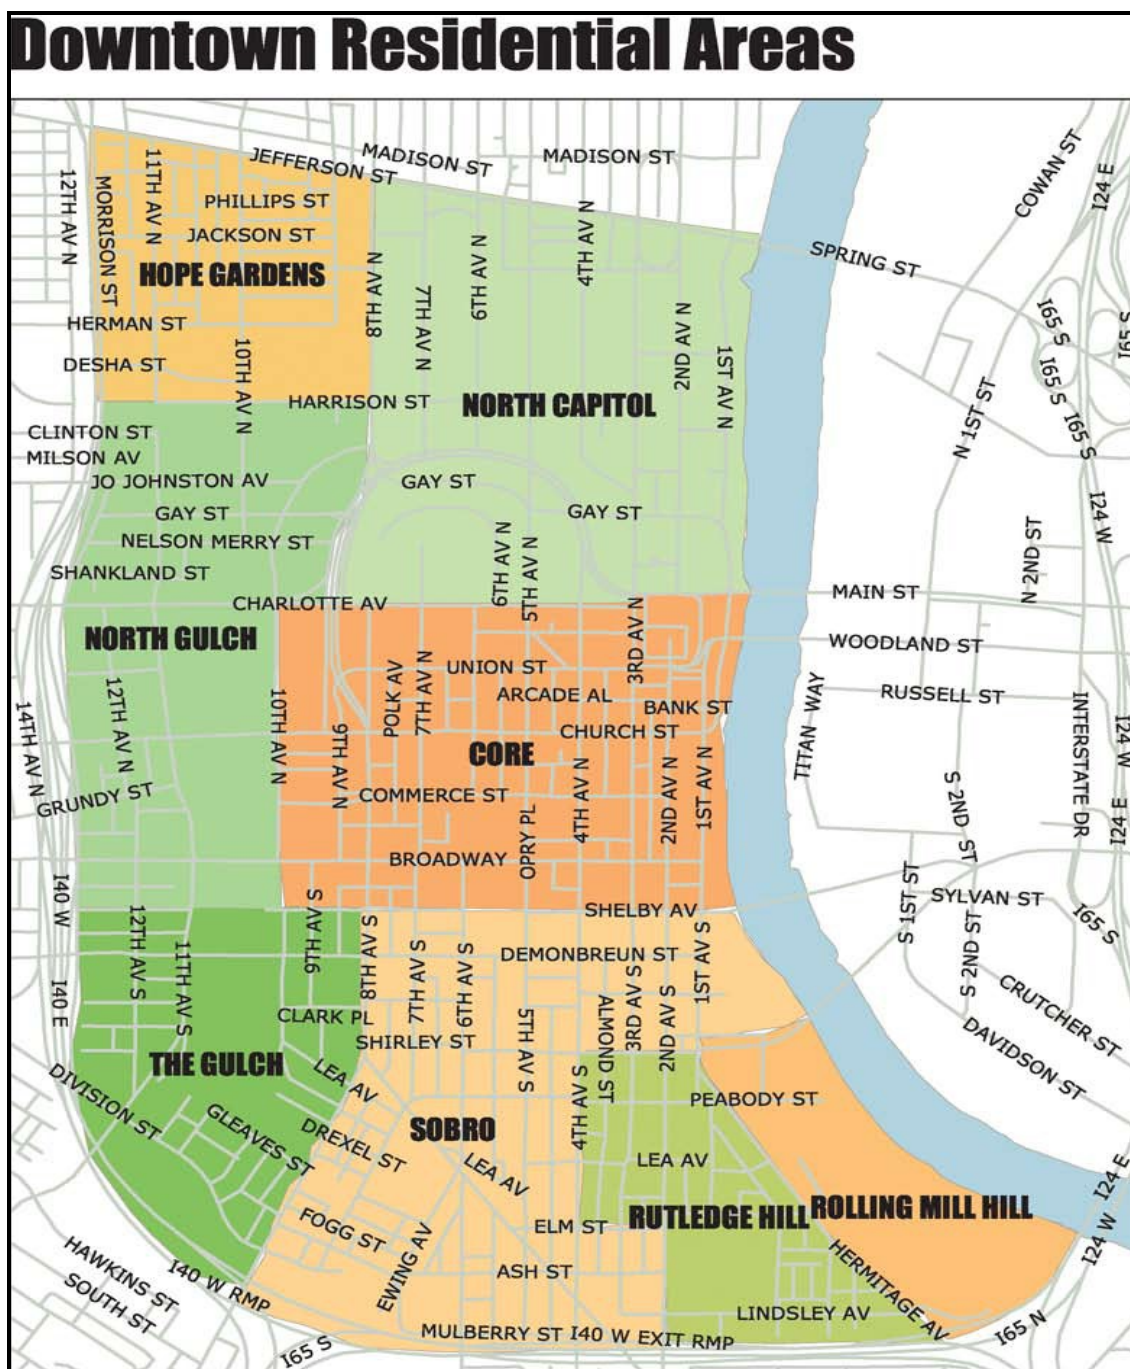 Downtown Residential Areas
MADISON ST
MADISON ST
JEFFERSON ST
COWAN ST
I24 E
12TH AV N
MORRISON ST
11TH AV N
PHILLIPS ST
JACKSON ST
HOPE GARDENS
8TH AV N
7TH AV N
6TH AV N
4TH AV N
2ND AV N
1ST AV N
SPRING ST
I65 S
I65 S
I65 S
I65 S
HERMAN ST
DESHA ST
10TH AV N
HARRISON ST
NORTH CAPITOL
N 1ST ST
CLINTON ST
MILSON AV
JO JOHNSTON AV
GAY ST
GAY ST
GAY ST
I24 W
NELSON MERRY ST
SHANKLAND ST
6TH AV N
5TH AV N
N 2ND ST
CHARLOTTE AV
MAIN ST
3RD AV N
NORTH GULCH
WOODLAND ST
UNION ST
POLK AV
7TH AV N
ARCADE AL
BANK ST
RUSSELL ST
TITAN WAY
INTERSTATE DR
I24 W
14TH AV N
12TH AV N
10TH AV N
9TH AV N
CHURCH ST
CORE
4TH AV N
2ND AV N
1ST AV N
GRUNDY ST
COMMERCE ST
S 2ND ST
I24 E
OPRY PL
BROADWAY
I40 W
12TH AV S
11TH AV S
9TH AV S
8TH AV S
SHELBY AV
S 1ST ST
SYLVAN ST
S 2ND ST
I65 S
7TH AV S
6TH AV S
DEMONBREUN ST
1ST AV S
I40 E
CLARK PL
SHIRLEY ST
5TH AV S
ALMOND ST
3RD AV S
2ND AV S
CRUTCHER ST
DAVIDSON ST
THE GULCH
LEA AV
DIVISION ST
GLEAVES ST
DREXEL ST
SOBRO
4TH AV S
PEABODY ST
LEA AV
LEA AV
I24 E
FOGG ST
EWING AV
ELM ST
RUTLEDGE HILL
ROLLING MILL HILL
I24 W
HAWKINS ST
SOUTH ST
I40 W RMP
ASH ST
HERMITAGE AV
LINDSLEY AV
MULBERRY ST
I40 W EXIT RMP
I65 S
I65 N